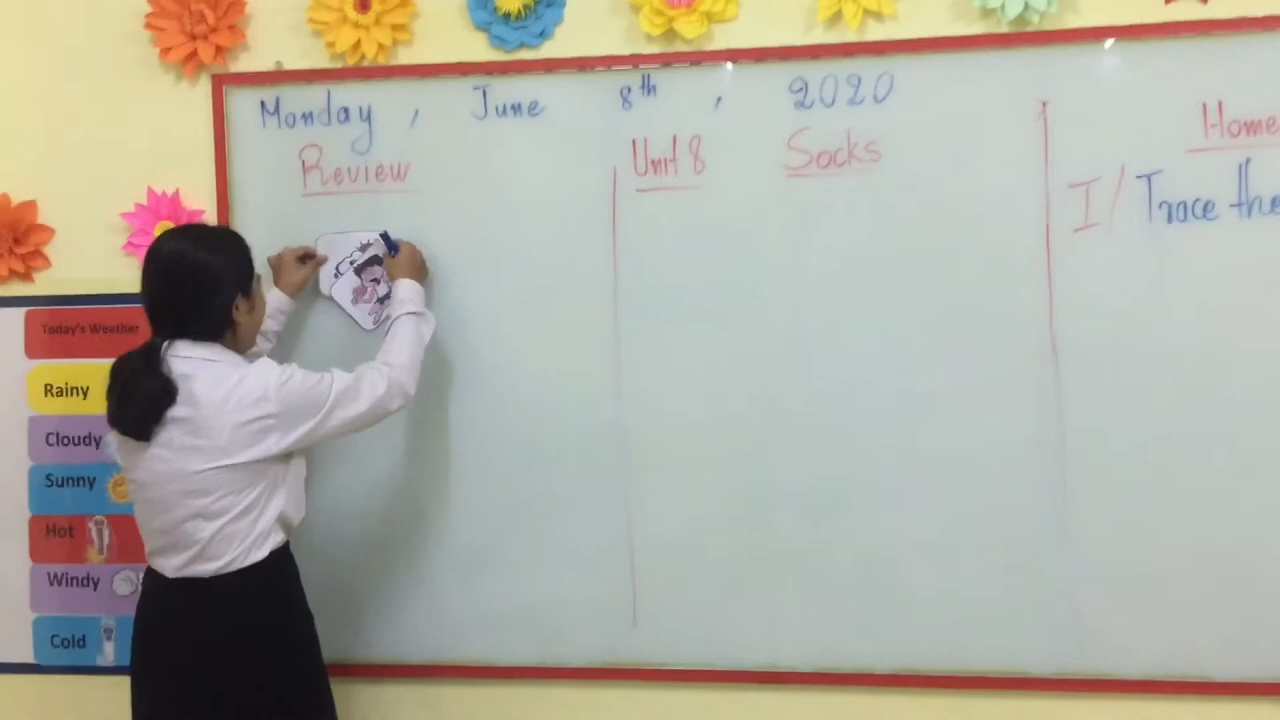 Monday, June 8th, 2020
Review
Unit 8 Socks
Home
I/ Trace the
Today's Weather
Rainy
Cloudy
Sunny
Hot
Windy
Cold